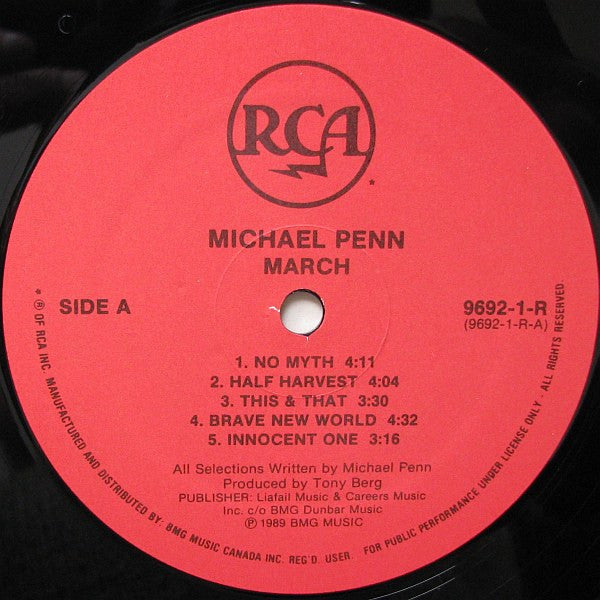 RCA
*
MICHAEL PENN
MARCH
SIDE A
9692-1-R
(9692-1-R-A)
1. NO MYTH 4:11
2. HALF HARVEST 4:04
3. THIS & THAT 3:30
4. BRAVE NEW WORLD 4:32
5. INNOCENT ONE 3:16
All Selections Written by Michael Penn
Produced by Tony Berg
PUBLISHER: Liafail Music & Careers Music
Inc. c/o BMG Dunbar Music
℗ 1989 BMG MUSIC
* ® OF RCA INC. MANUFACTURED AND DISTRIBUTED BY: BMG MUSIC CANADA INC. REG'D. USER. FOR PUBLIC PERFORMANCE UNDER LICENSE ONLY · ALL RIGHTS RESERVED